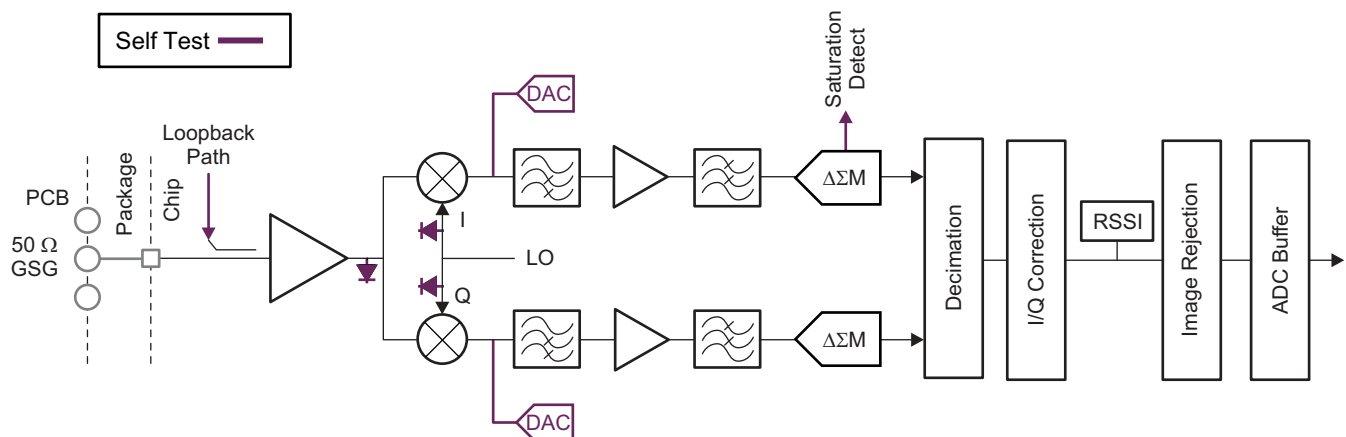 Self Test
DAC
Saturation
Detect
Loopback
Path
PCB
Package
Chip
50 Ω
GSG
I
LO
Q
ΔΣM
Decimation
I/Q Correction
RSSI
Image Rejection
ADC Buffer
ΔΣM
DAC